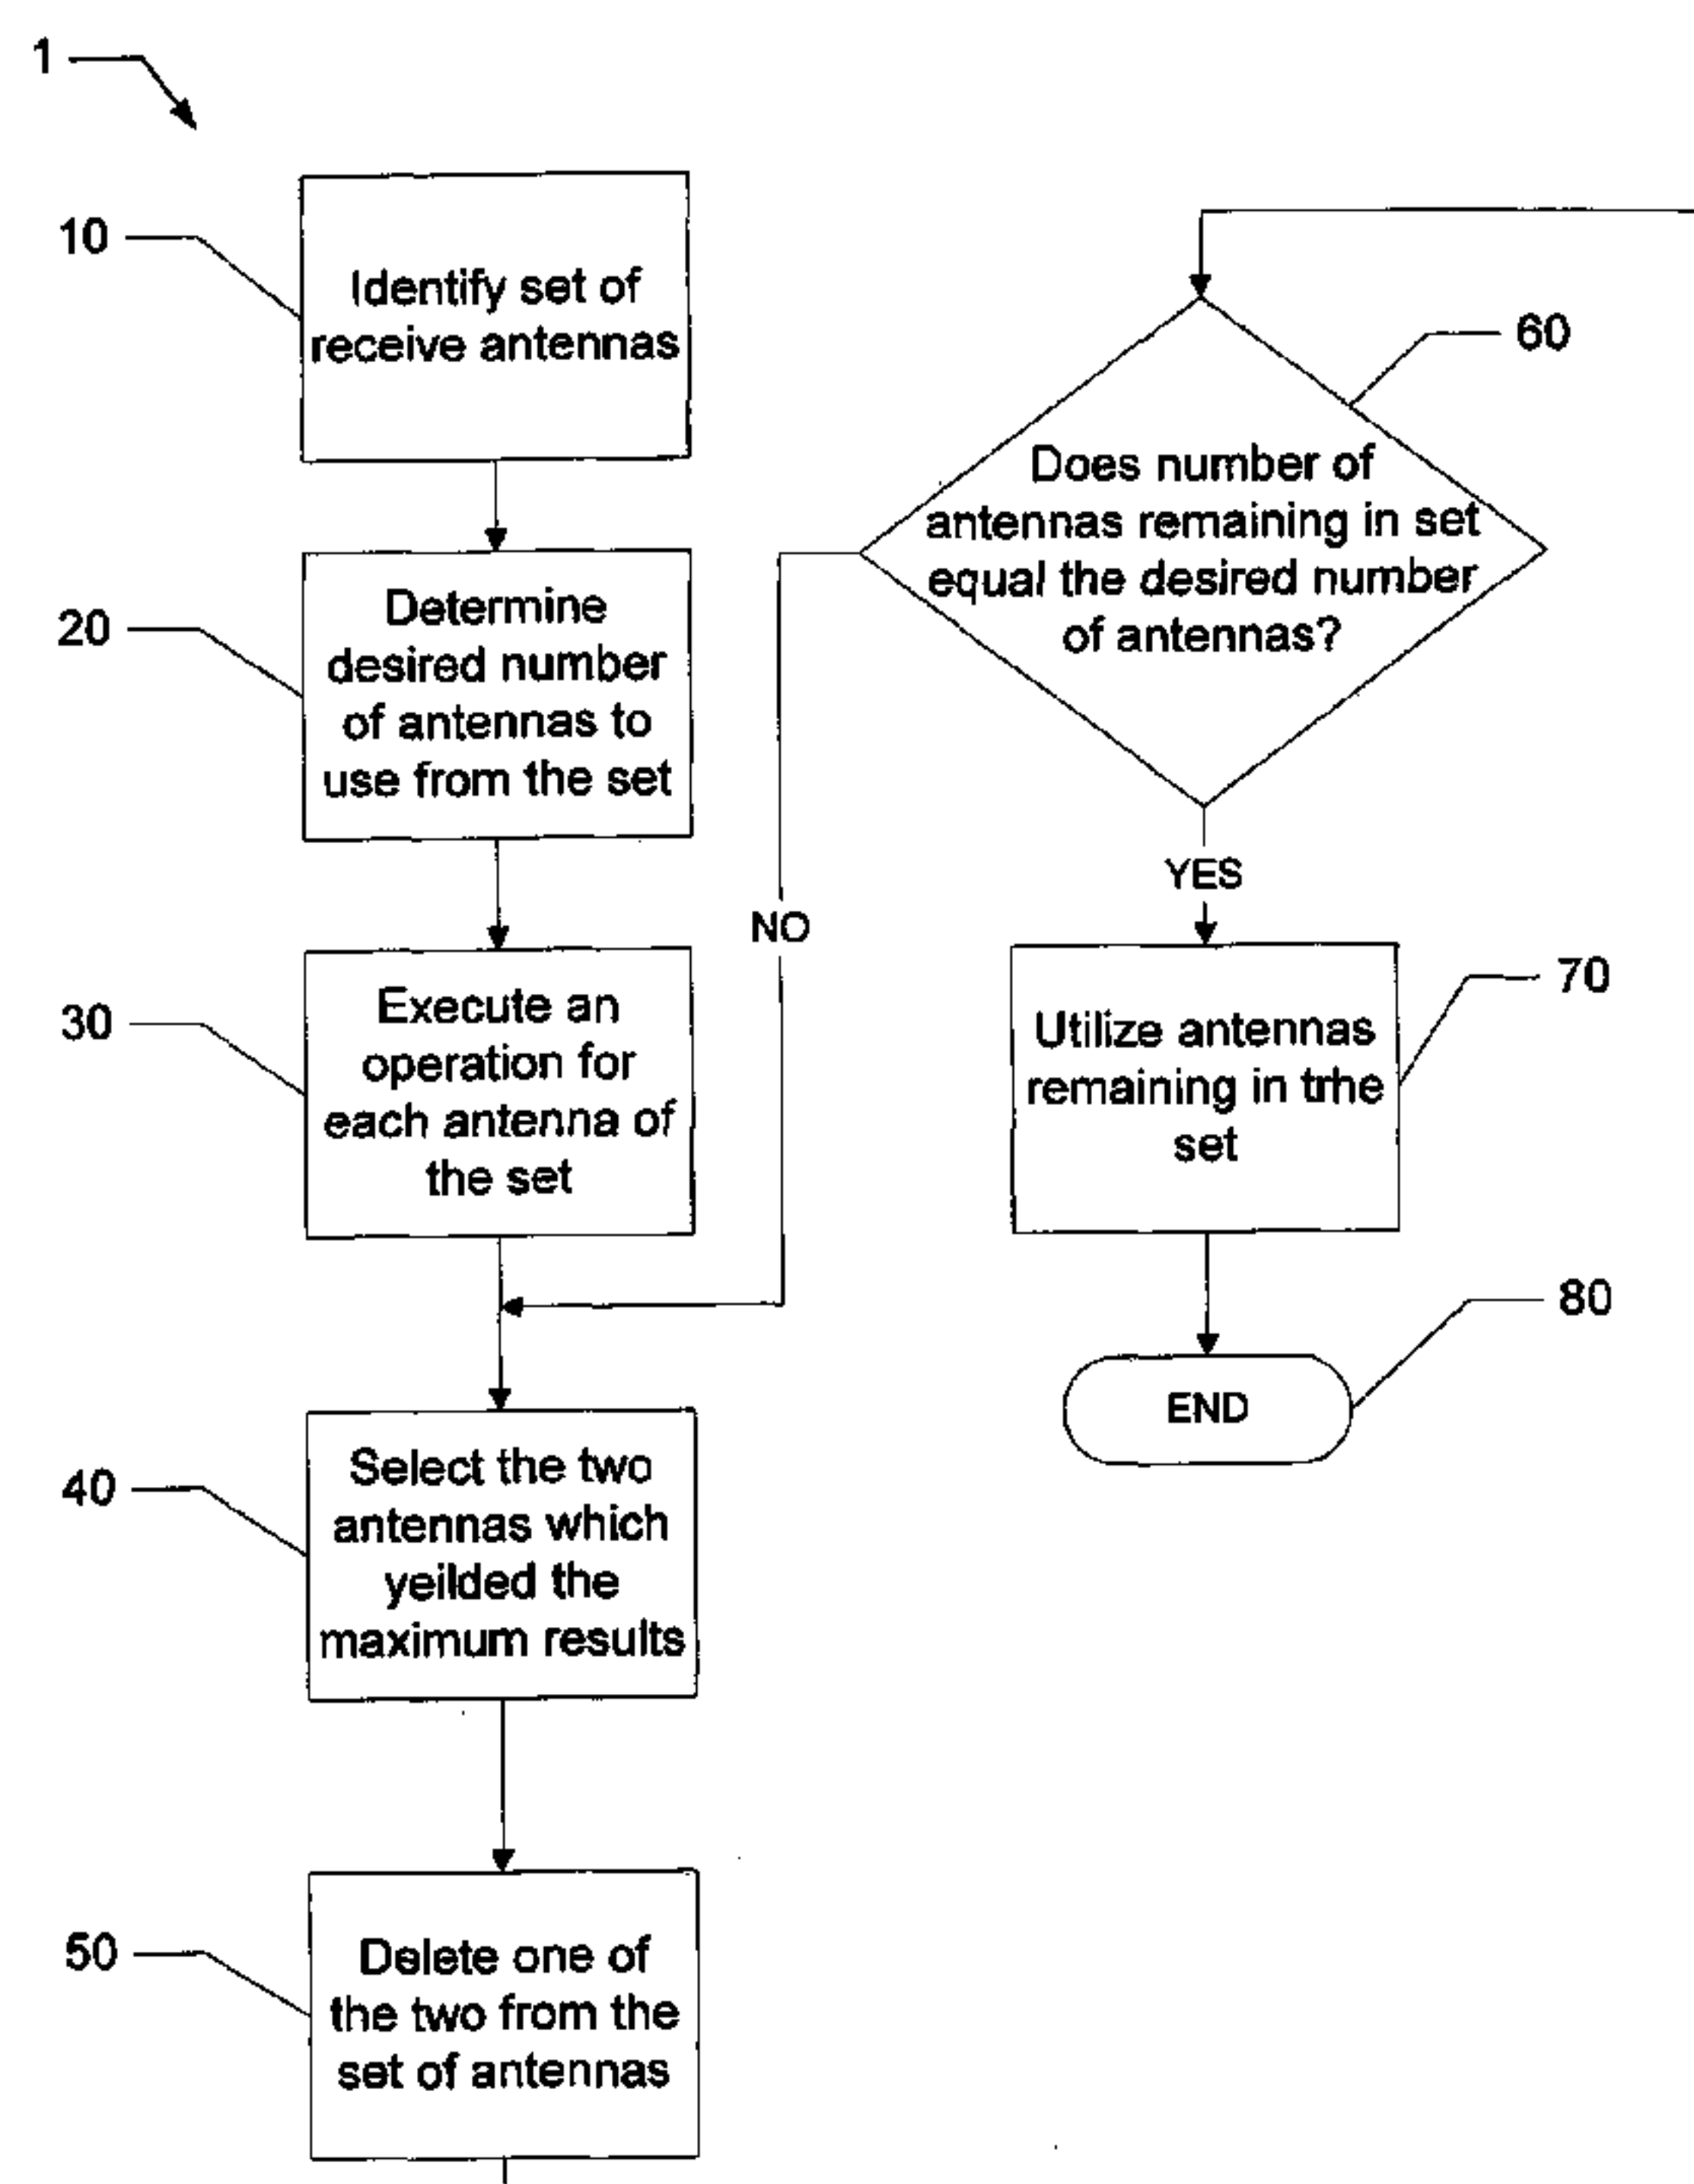 1
10
Identify set of
receive antennas
20
Determine
desired number
of antennas to
use from the set
30
Execute an
operation for
each antenna of
the set
NO
40
Select the two
antennas which
yeilded the
maximum results
50
Delete one of
the two from the
set of antennas
60
Does number of
antennas remaining in set
equal the desired number
of antennas?
YES
70
Utilize antennas
remaining in trhe
set
80
END